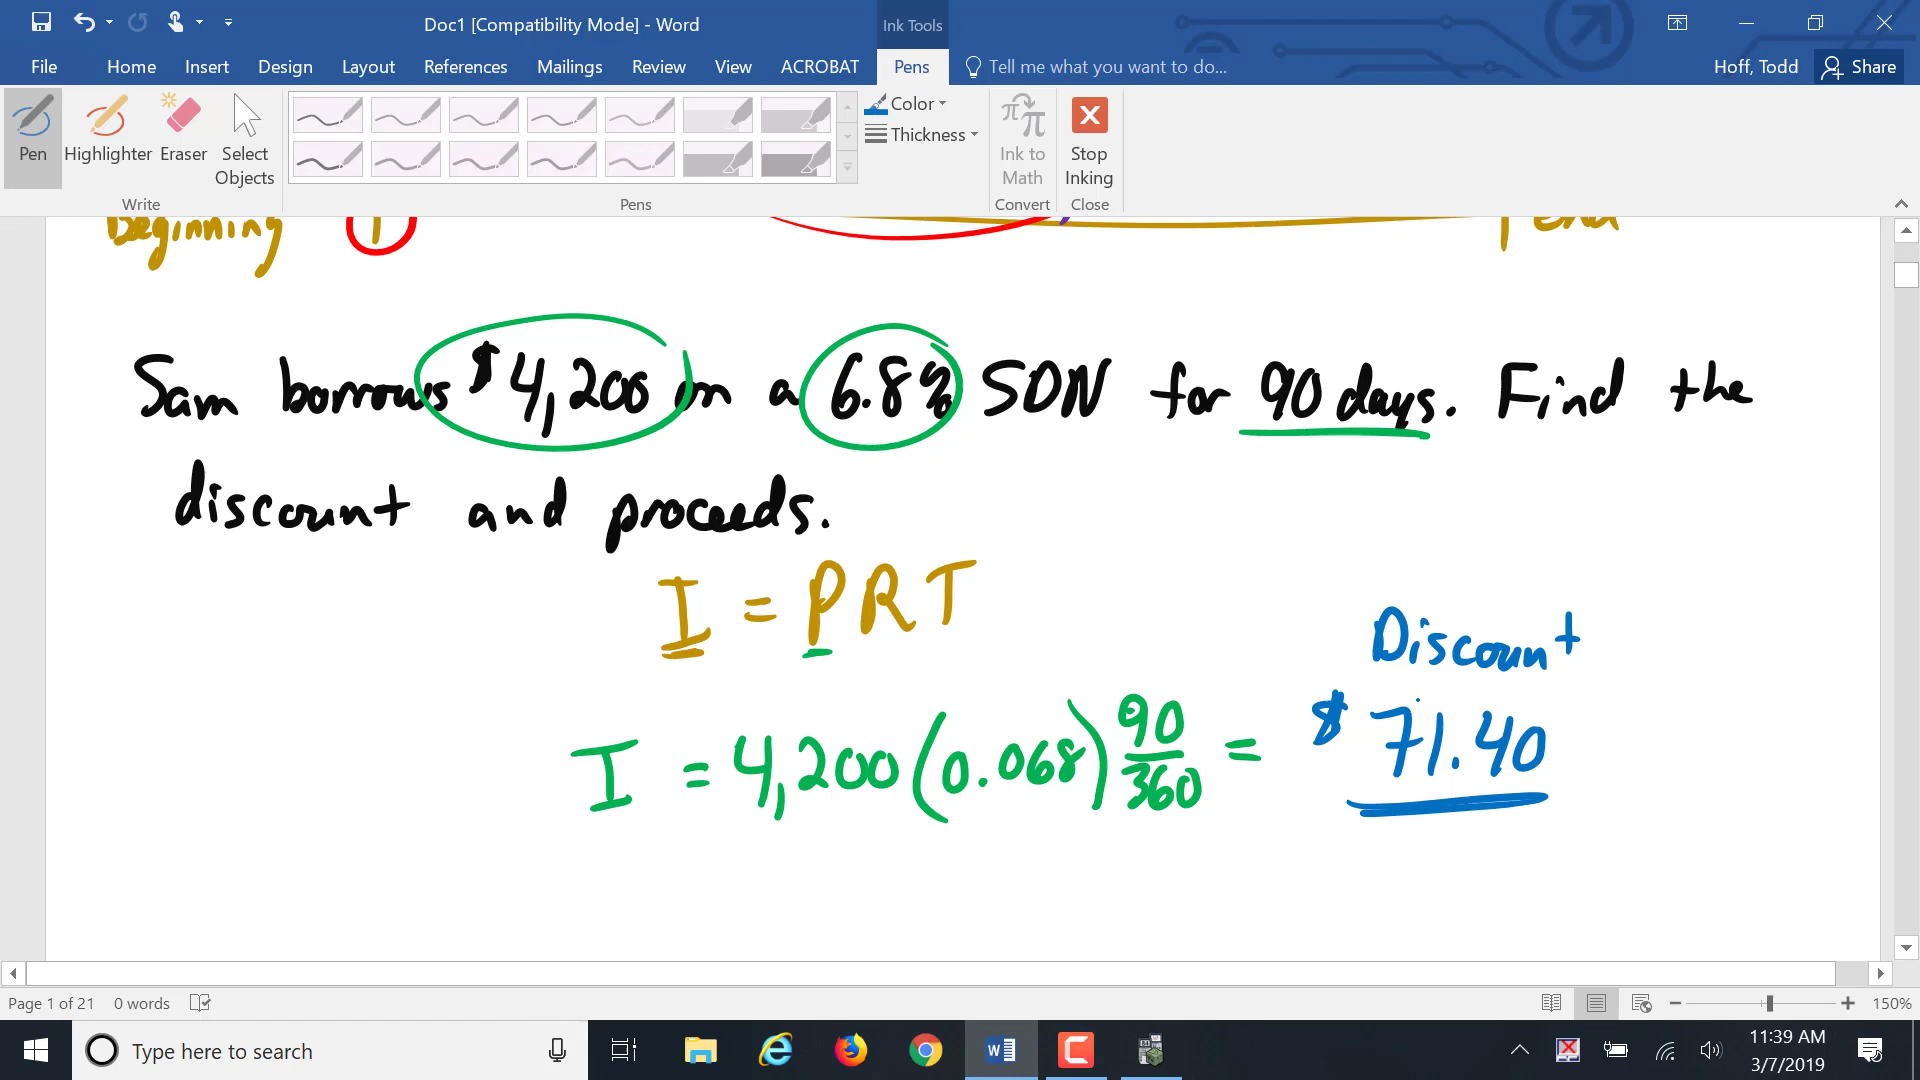 Doc1 [Compatibility Mode] - Word
Ink Tools
File Home Insert Design Layout References Mailings Review View ACROBAT Pens Tell me what you want to do... Hoff, Todd Share
Pen Highlighter Eraser Select Objects
Color
Thickness
Ink to Math
Stop Inking
Write Pens Convert Close
Beginning 1 end
Sam borrows $4,200 on a 6.8% SDN for 90 days. Find the
discount and proceeds.
I = PRT
Discount
I = 4,200(0.068) 90/360 = $71.40
Page 1 of 21 0 words 150%
Type here to search
11:39 AM
3/7/2019